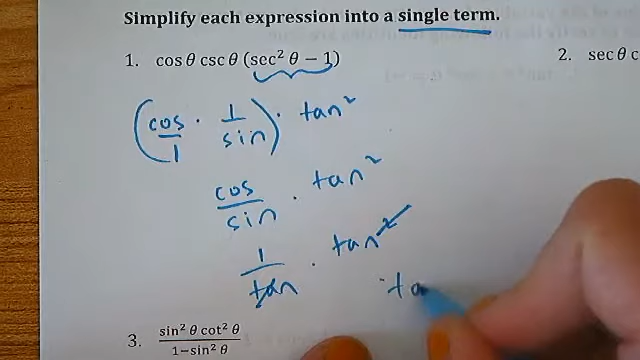 Simplify each expression into a single term.
1. cos θ csc θ (sec² θ − 1)
2. sec θ c
(cos/1 · 1/sin) · tan²
cos/sin · tan²
1/tan · tan²
ta
3. sin² θ cot² θ / 1−sin² θ